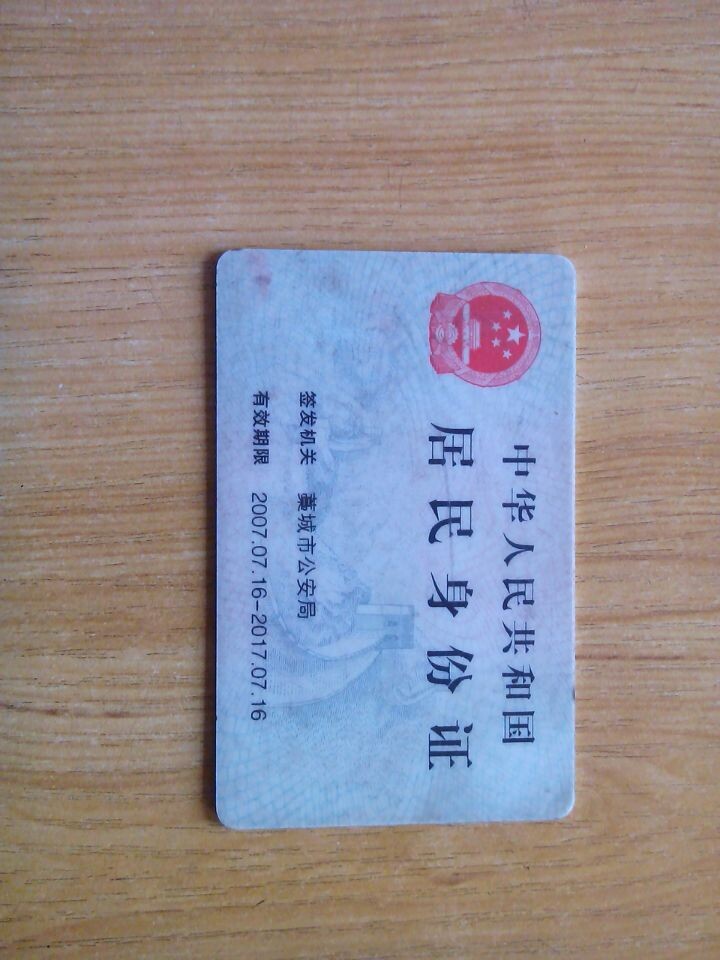 中华人民共和国
居民身份证
签发机关 藁城市公安局
有效期限 2007.07.16-2017.07.16